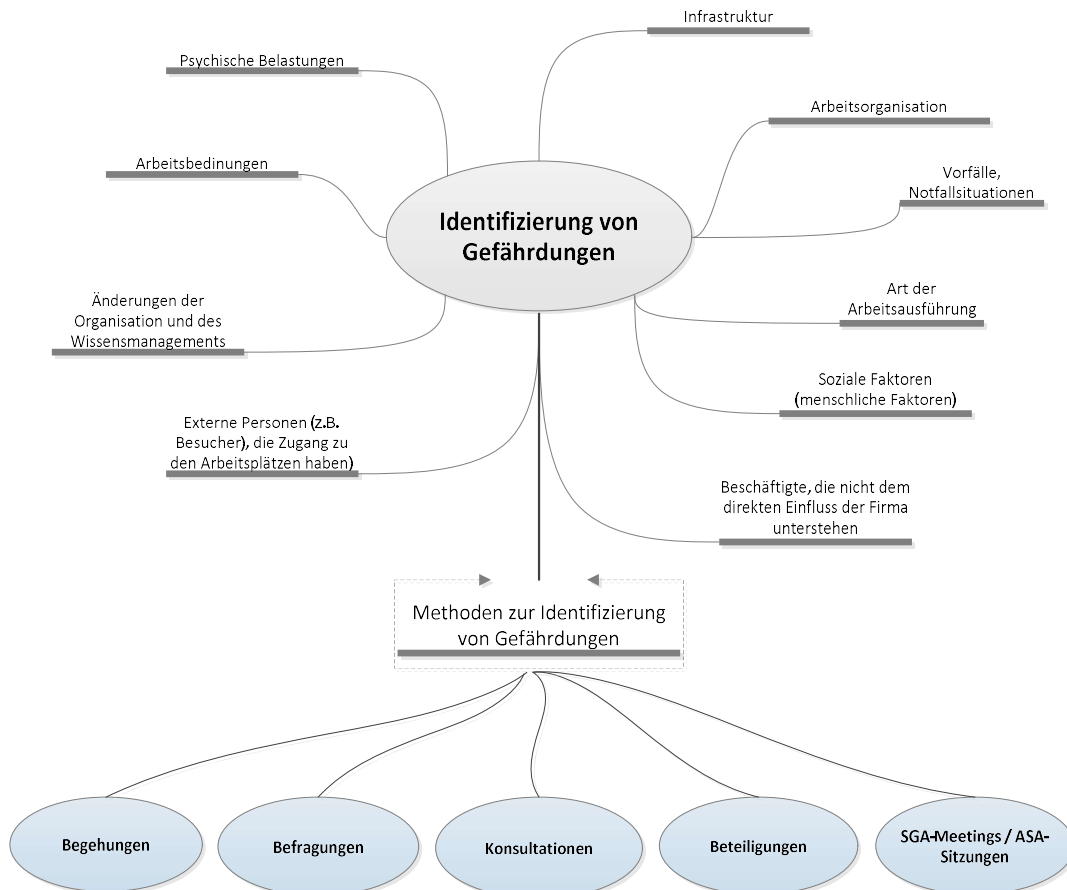 Infrastruktur
Psychische Belastungen
Arbeitsorganisation
Arbeitsbedinungen
Vorfälle,
Notfallsituationen
Identifizierung von
Gefährdungen
Änderungen der
Organisation und des
Wissensmanagements
Art der
Arbeitsausführung
Soziale Faktoren
(menschliche Faktoren)
Externe Personen (z.B.
Besucher), die Zugang zu
den Arbeitsplätzen haben)
Beschäftigte, die nicht dem
direkten Einfluss der Firma
unterstehen
Methoden zur Identifizierung
von Gefährdungen
Begehungen
Befragungen
Konsultationen
Beteiligungen
SGA-Meetings / ASA-
Sitzungen